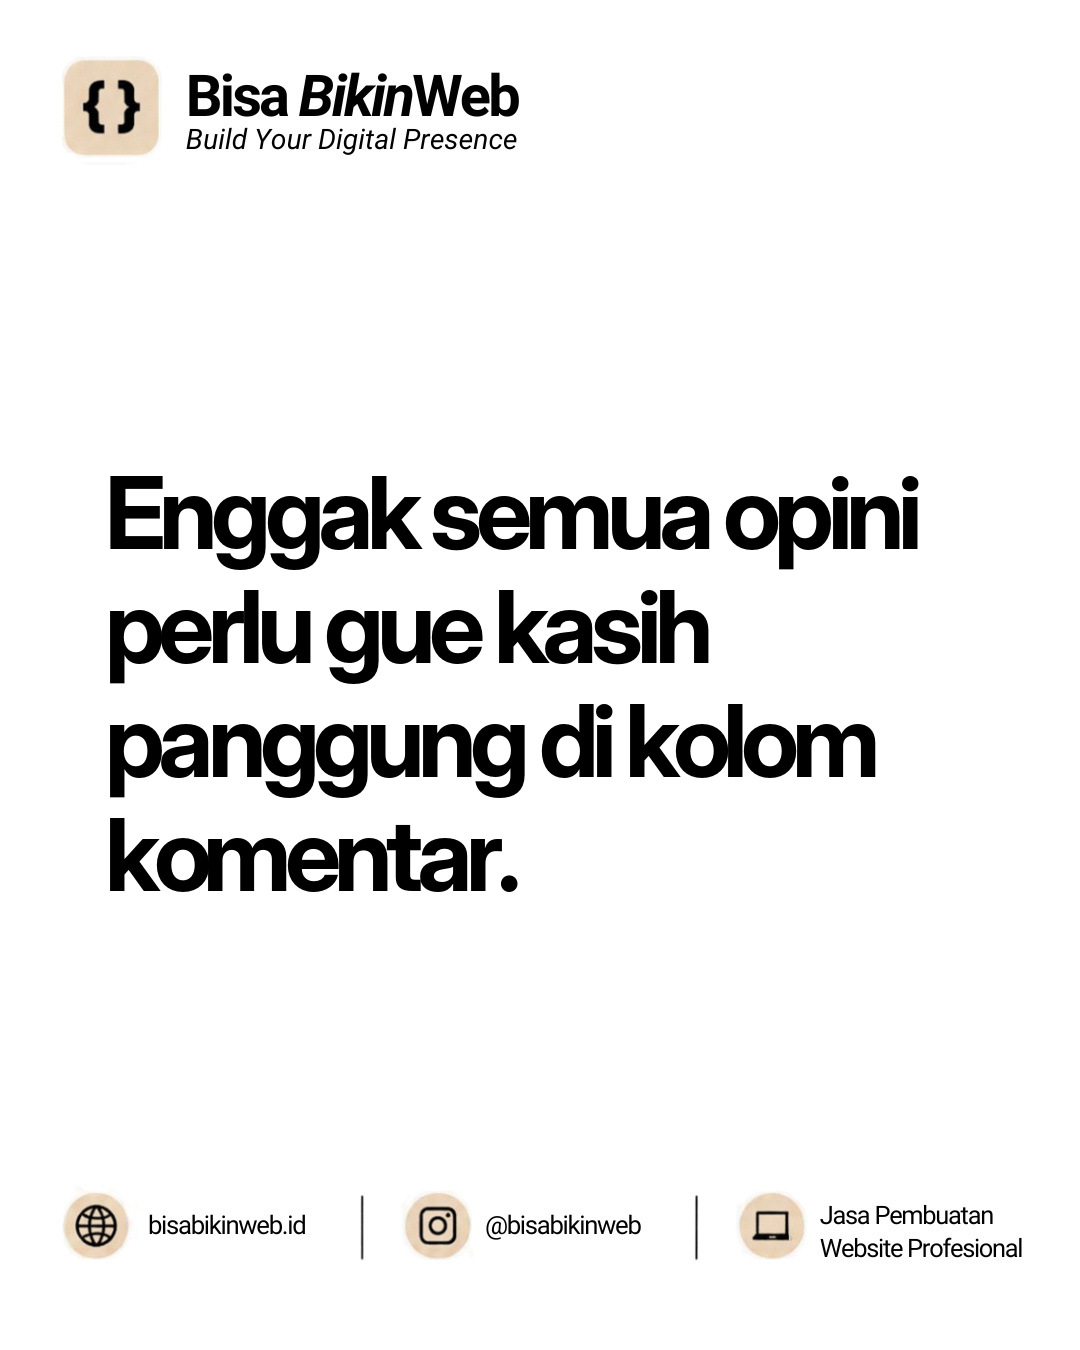 { }
Bisa BikinWeb
Build Your Digital Presence
Enggak semua opini
perlu gue kasih
panggung di kolom
komentar.
bisabikinweb.id
@bisabikinweb
Jasa Pembuatan
Website Profesional